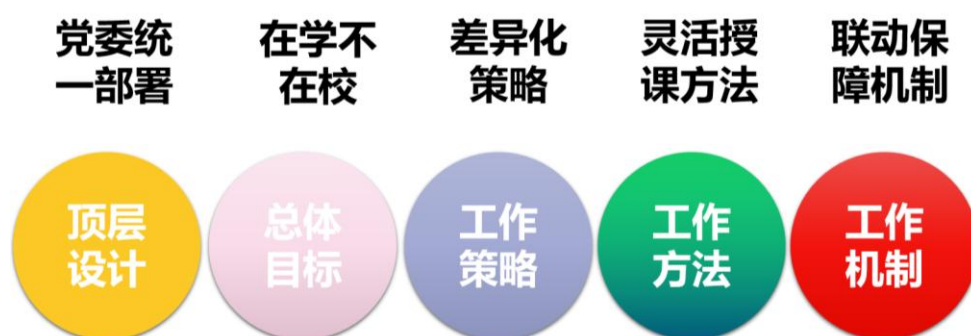 党委统
一部署
在学不
在校
差异化
策略
灵活授
课方法
联动保
障机制
顶层
设计
总体
目标
工作
策略
工作
方法
工作
机制